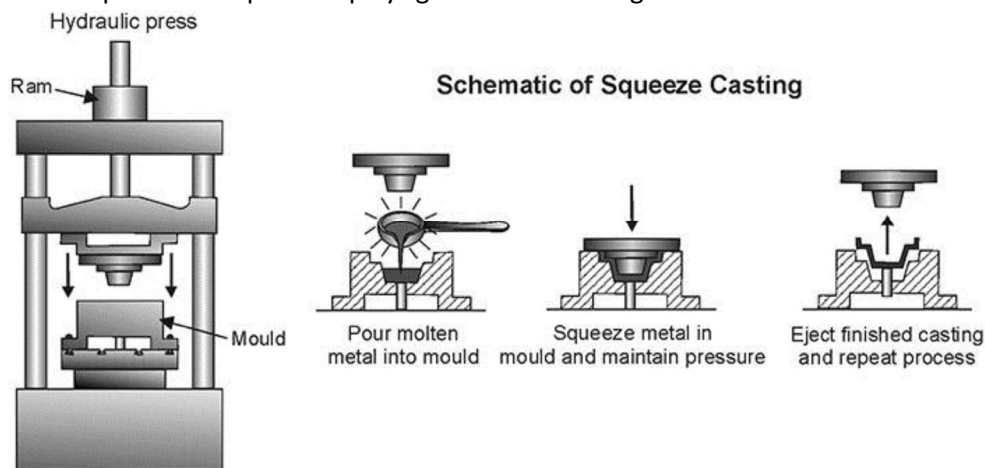 Hydraulic press
Ram
Schematic of Squeeze Casting
Mould
Pour molten
metal into mould
Squeeze metal in
mould and maintain pressure
Eject finished casting
and repeat process